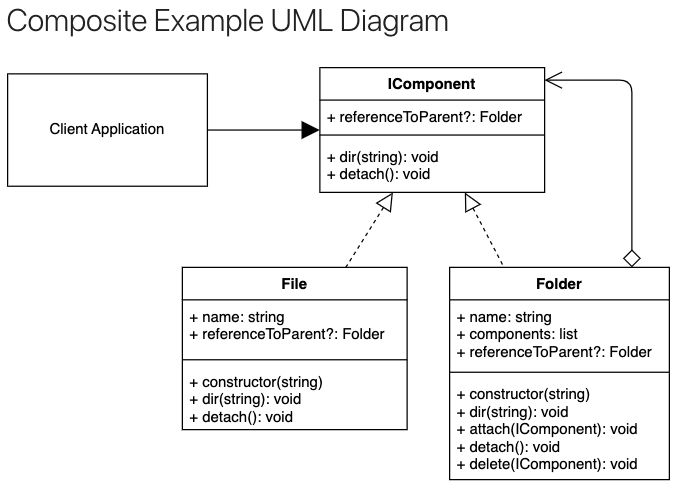 Composite Example UML Diagram
Client Application
IComponent
+ referenceToParent?: Folder
+ dir(string): void
+ detach(): void
File
+ name: string
+ referenceToParent?: Folder
+ constructor(string)
+ dir(string): void
+ detach(): void
Folder
+ name: string
+ components: list
+ referenceToParent?: Folder
+ constructor(string)
+ dir(string): void
+ attach(IComponent): void
+ detach(): void
+ delete(IComponent): void